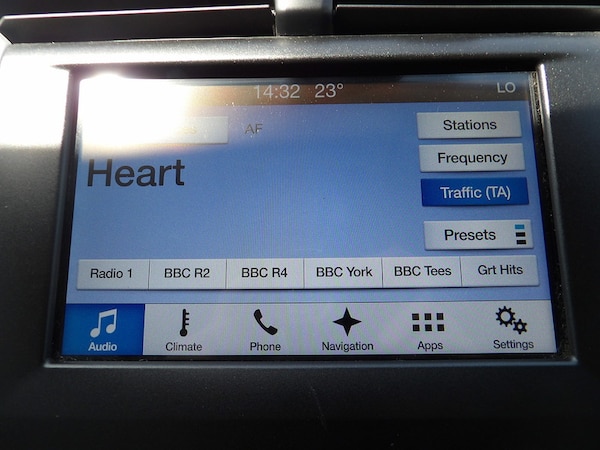 14:32 23° LO
AF
Stations
Heart
Frequency
Traffic (TA)
Presets
Radio 1 BBC R2 BBC R4 BBC York BBC Tees Grt Hits
Audio Climate Phone Navigation Apps Settings